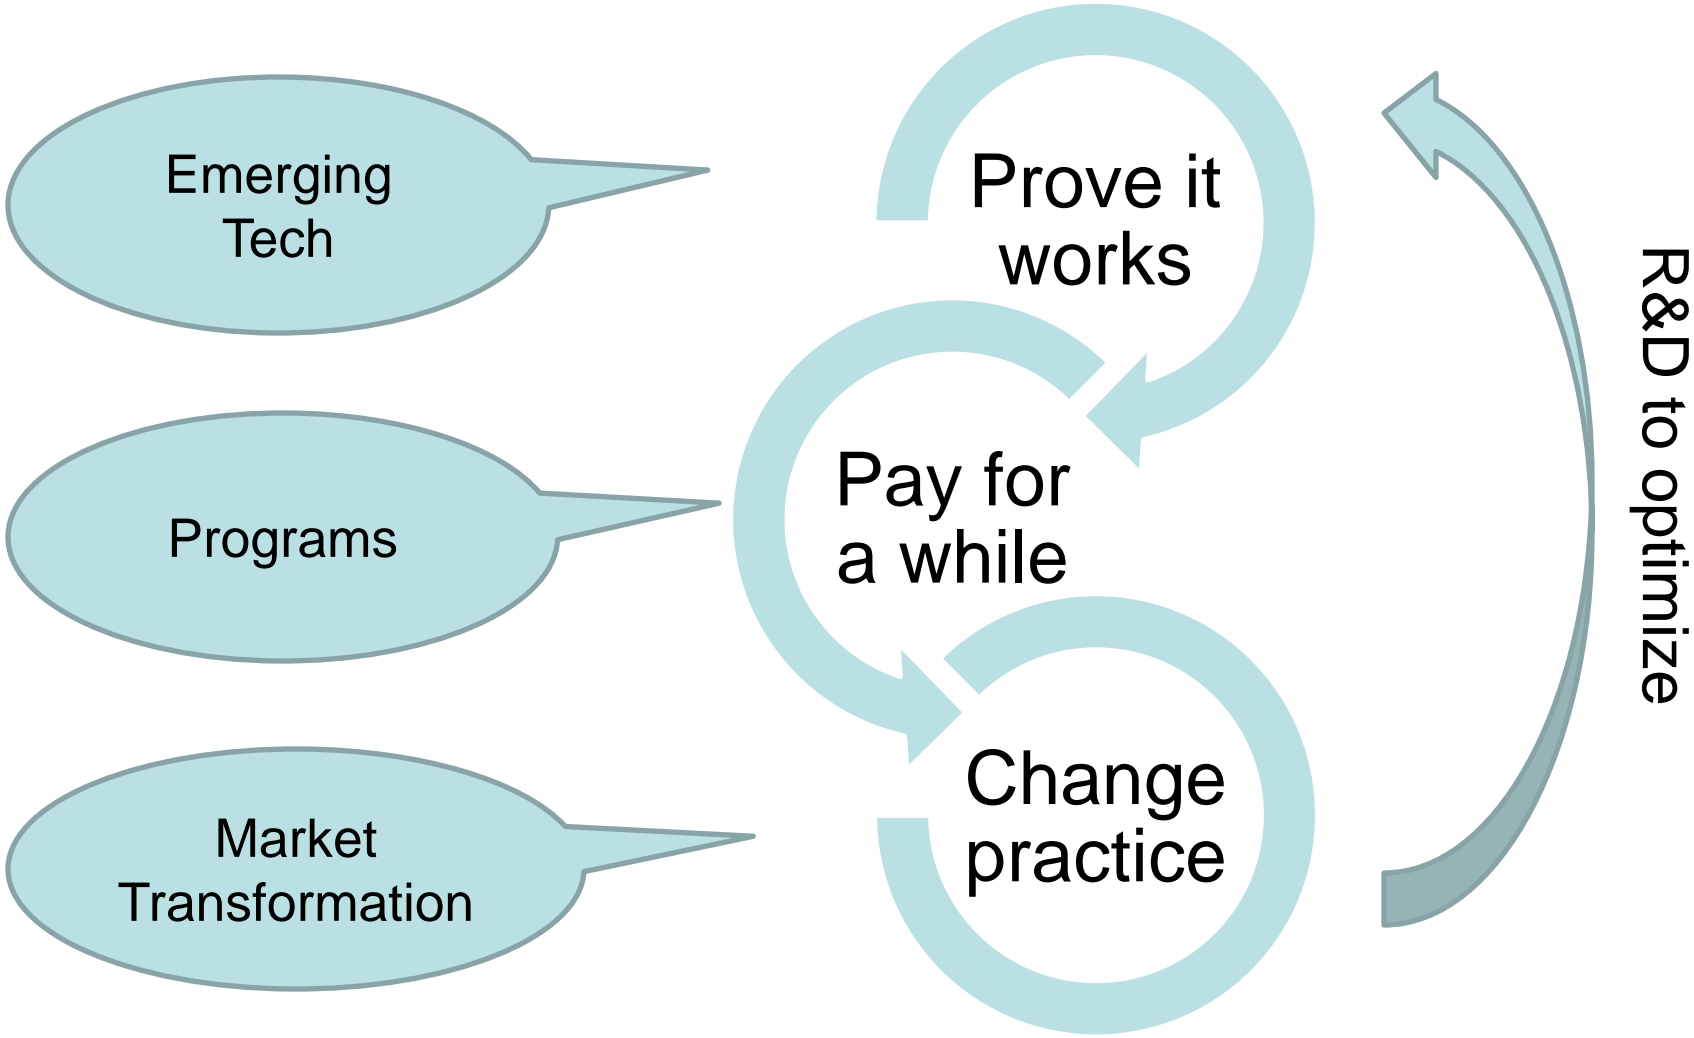 Emerging
Tech
Prove it
works
Programs
Pay for
a while
Market
Transformation
Change
practice
R&D to optimize